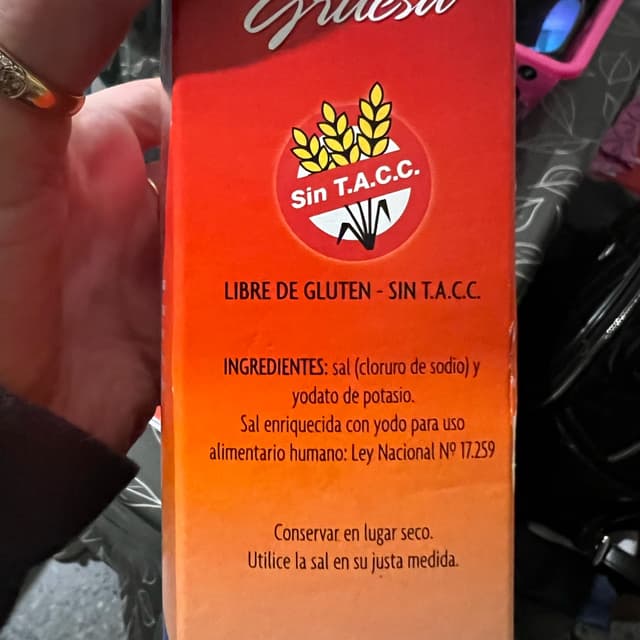 Gruesa
Sin T.A.C.C.
LIBRE DE GLUTEN - SIN T.A.C.C.
INGREDIENTES: sal (cloruro de sodio) y
yodato de potasio.
Sal enriquecida con yodo para uso
alimentario humano: Ley Nacional Nº 17.259
Conservar en lugar seco.
Utilice la sal en su justa medida.